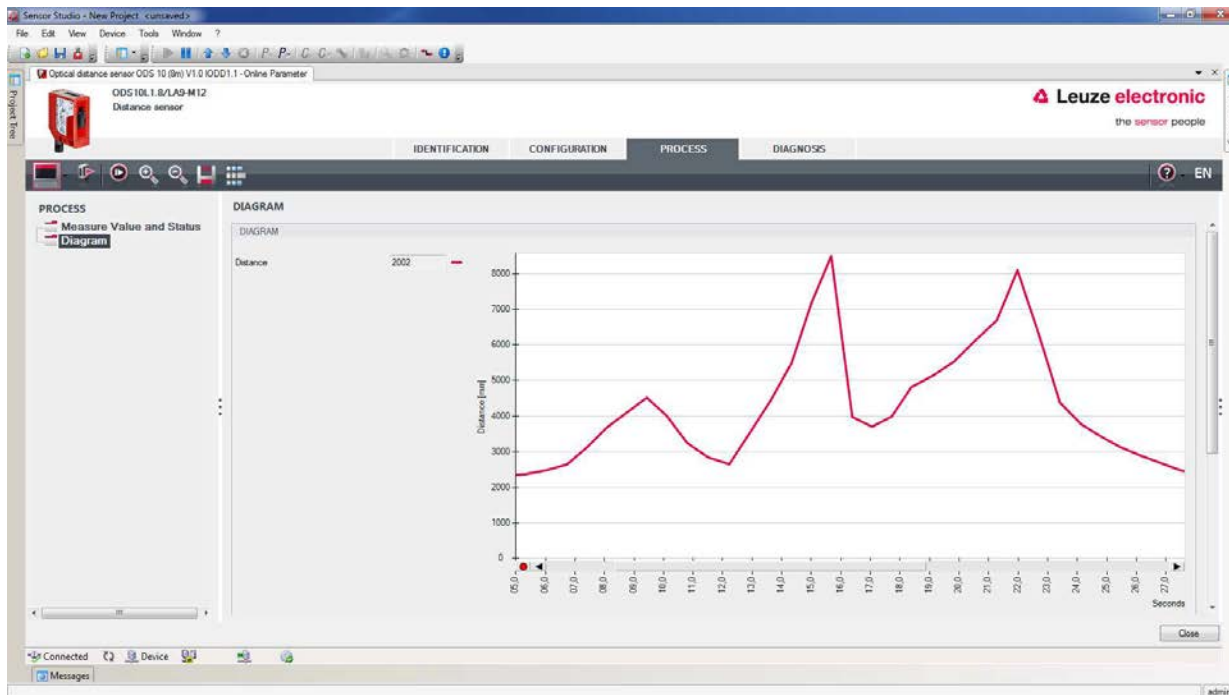 Sensor Studio - New Project <unsaved>
File Edit View Device Tools Window ?
Optical distance sensor ODS 10 (8m) V1.0 IODD1.1 - Online Parameter
Project Tree
ODS10L1.8/LA9-M12
Distance sensor
Leuze electronic
the sensor people
IDENTIFICATION CONFIGURATION PROCESS DIAGNOSIS
EN
PROCESS
Measure Value and Status
Diagram
DIAGRAM
DIAGRAM
Distance 2002
Distance [mm]
8000
7000
6000
5000
4000
3000
2000
1000
0
05,0 06,0 07,0 08,0 09,0 10,0 11,0 12,0 13,0 14,0 15,0 16,0 17,0 18,0 19,0 20,0 21,0 22,0 23,0 24,0 25,0 26,0 27,0
Seconds
Close
Connected Device
Messages
admin